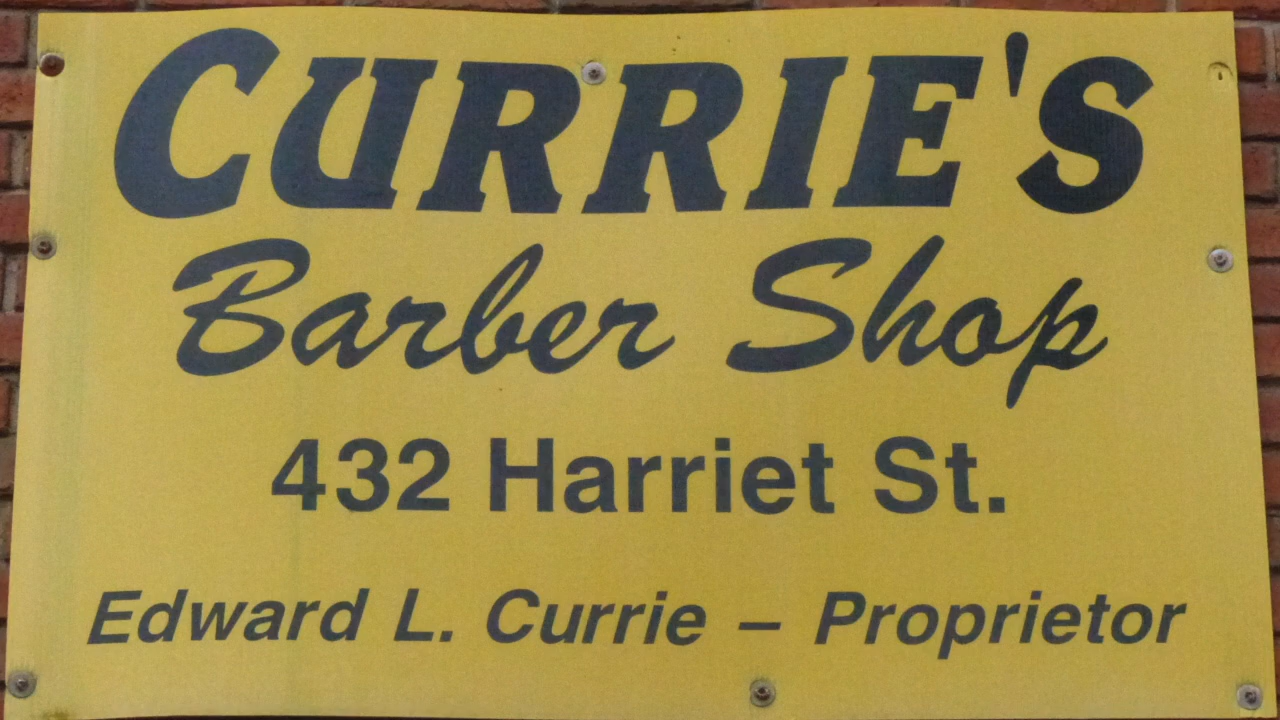 CURRIE'S
Barber Shop
432 Harriet St.
Edward L. Currie – Proprietor